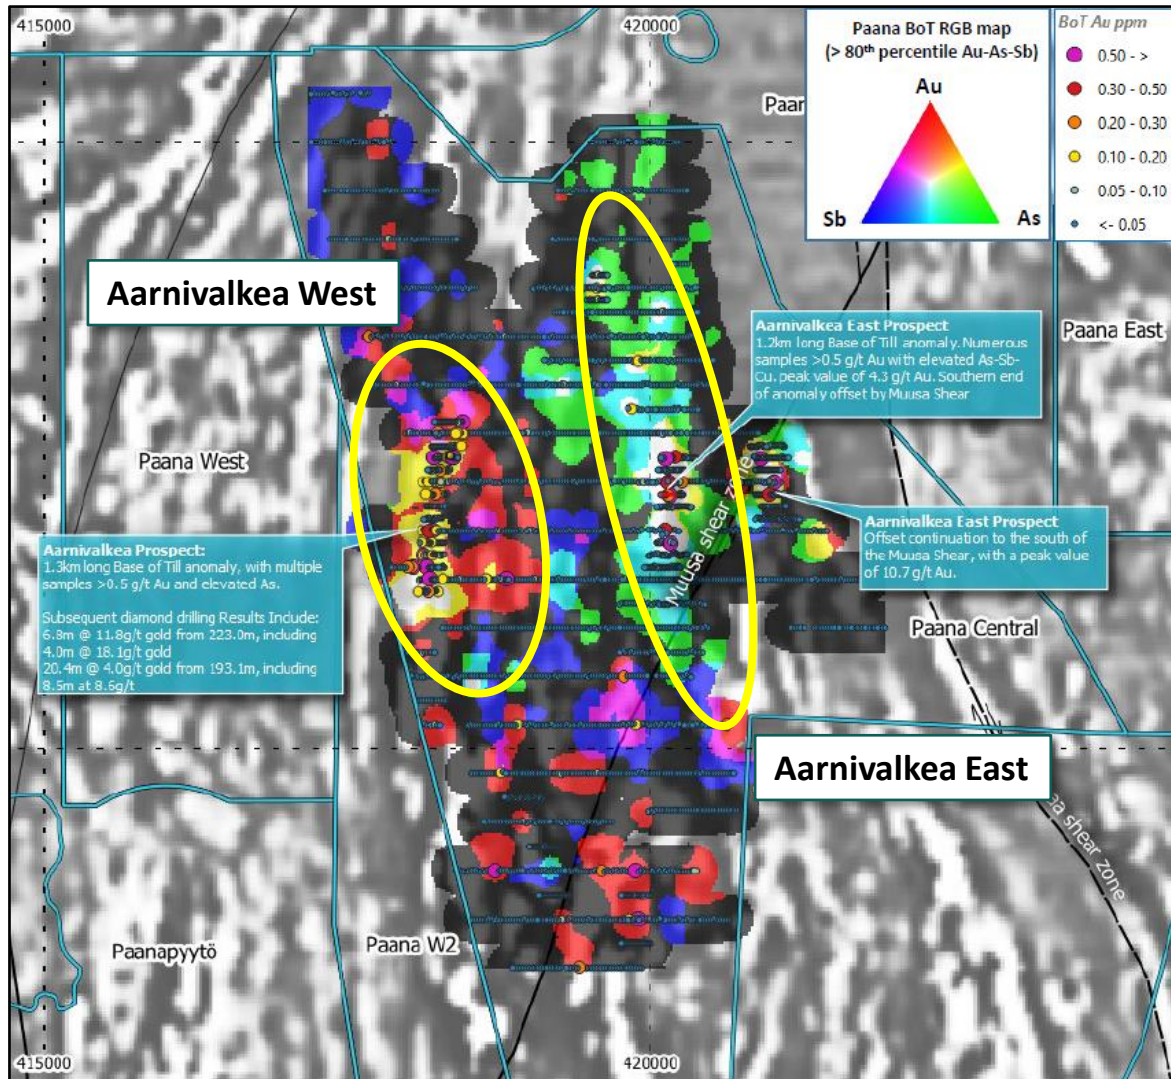 415000
420000
Paana BoT RGB map
(> 80th percentile Au-As-Sb)
Au
Sb
As
BoT Au ppm
0.50 - >
0.30 - 0.50
0.20 - 0.30
0.10 - 0.20
0.05 - 0.10
<- 0.05
Paan
Aarnivalkea West
Aarnivalkea East Prospect
1.2km long Base of Till anomaly. Numerous
samples >0.5 g/t Au with elevated As-Sb-
Cu. peak value of 4.3 g/t Au. Southern end
of anomaly offset by Muusa Shear
Paana East
Paana West
Muusa shear zone
Aarnivalkea East Prospect
Offset continuation to the south of
the Muusa Shear, with a peak value
of 10.7 g/t Au.
Aarnivalkea Prospect:
1.3km long Base of Till anomaly, with multiple
samples >0.5 g/t Au and elevated As.
Subsequent diamond drilling Results Include:
6.8m @ 11.8g/t gold from 223.0m, including
4.0m @ 18.1g/t gold
20.4m @ 4.0g/t gold from 193.1m, including
8.5m at 8.6g/t
Paana Central
Aarnivalkea East
sa shear zone
Paanapyytö
Paana W2
415000
420000